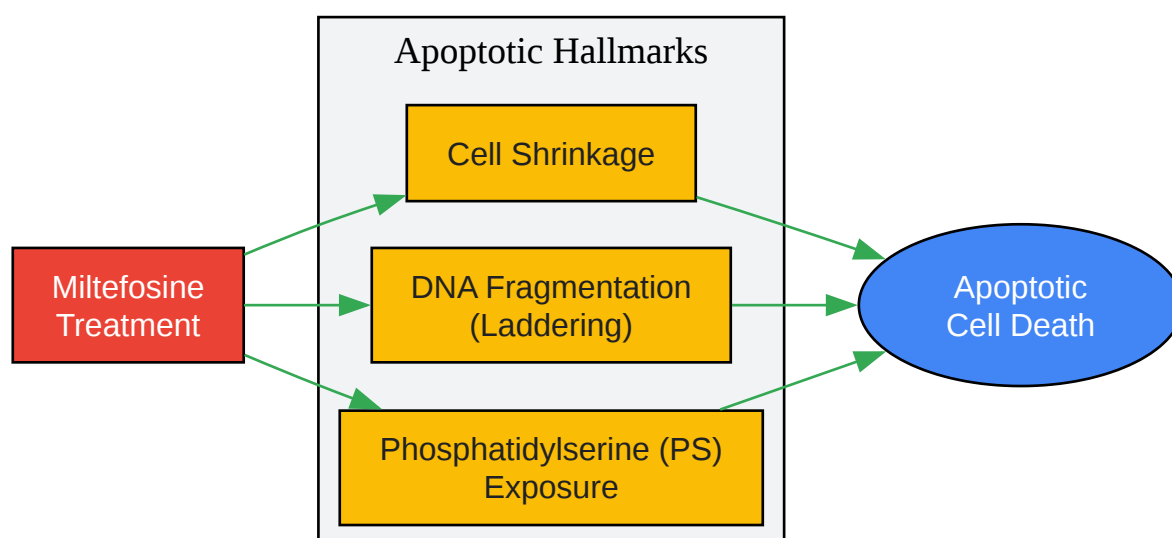 Apoptotic Hallmarks
Cell Shrinkage
Miltefosine
Treatment
DNA Fragmentation
(Laddering)
Apoptotic
Cell Death
Phosphatidylserine (PS)
Exposure